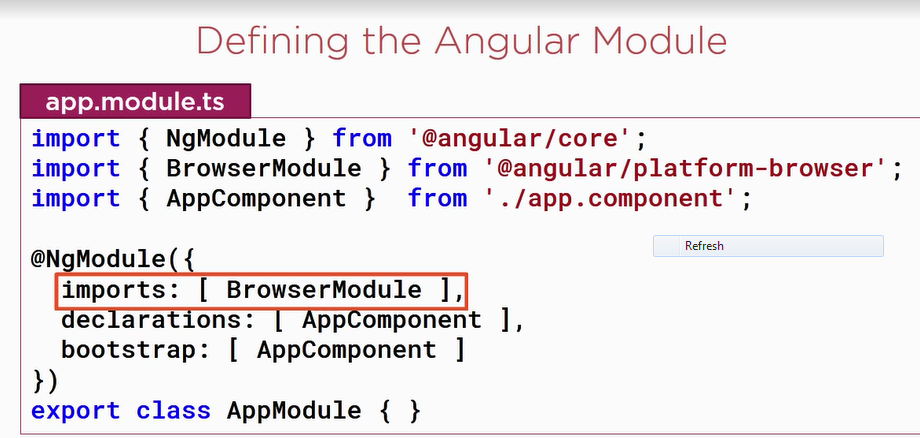 Defining the Angular Module
app.module.ts
import { NgModule } from '@angular/core';
import { BrowserModule } from '@angular/platform-browser';
import { AppComponent }  from './app.component';
@NgModule({
  imports: [ BrowserModule ],
  declarations: [ AppComponent ],
  bootstrap: [ AppComponent ]
})
export class AppModule { }
Refresh